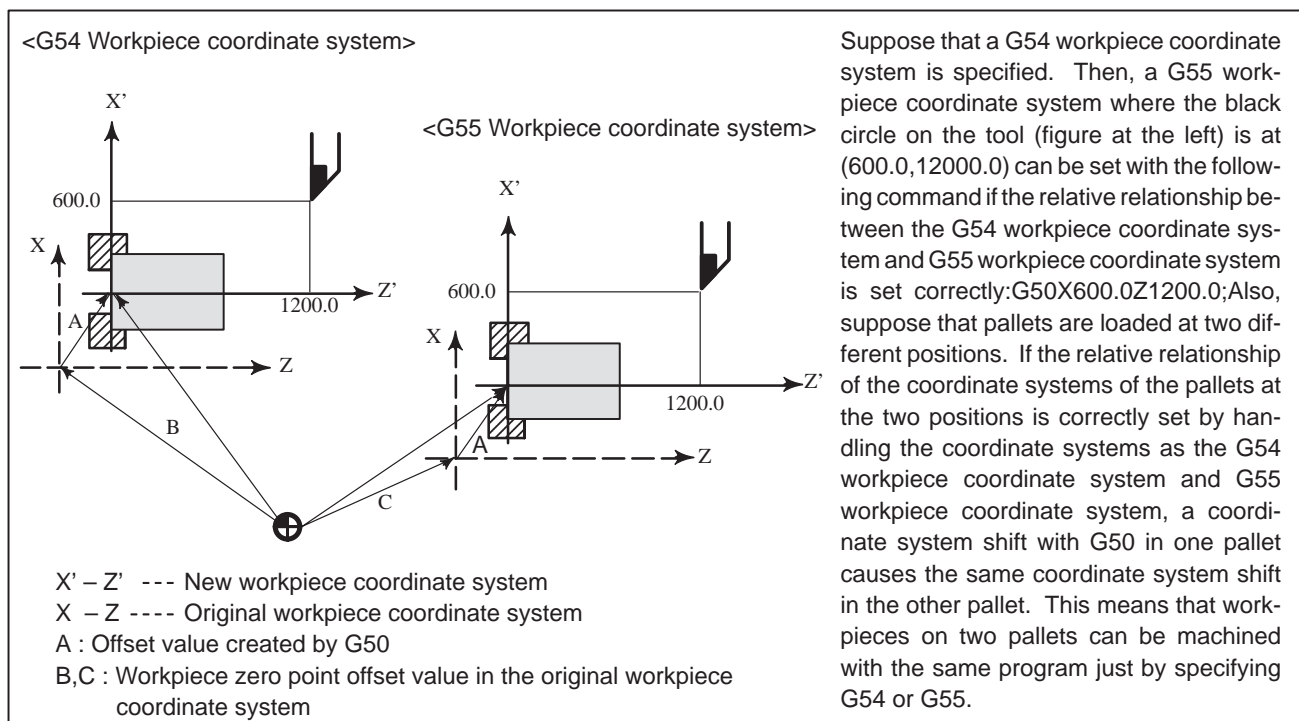 <G54 Workpiece coordinate system>
X’
<G55 Workpiece coordinate system>
X’
600.0
X
Z’
1200.0
600.0
A
X
Z
Z’
1200.0
B
A
Z
C
X’ – Z’ --- New workpiece coordinate system
X – Z ---- Original workpiece coordinate system
A : Offset value created by G50
B,C : Workpiece zero point offset value in the original workpiece
coordinate system
Suppose that a G54 workpiece coordinate
system is specified. Then, a G55 work-
piece coordinate system where the black
circle on the tool (figure at the left) is at
(600.0,12000.0) can be set with the follow-
ing command if the relative relationship be-
tween the G54 workpiece coordinate sys-
tem and G55 workpiece coordinate system
is set correctly:G50X600.0Z1200.0;Also,
suppose that pallets are loaded at two dif-
ferent positions. If the relative relationship
of the coordinate systems of the pallets at
the two positions is correctly set by han-
dling the coordinate systems as the G54
workpiece coordinate system and G55
workpiece coordinate system, a coordi-
nate system shift with G50 in one pallet
causes the same coordinate system shift
in the other pallet. This means that work-
pieces on two pallets can be machined
with the same program just by specifying
G54 or G55.